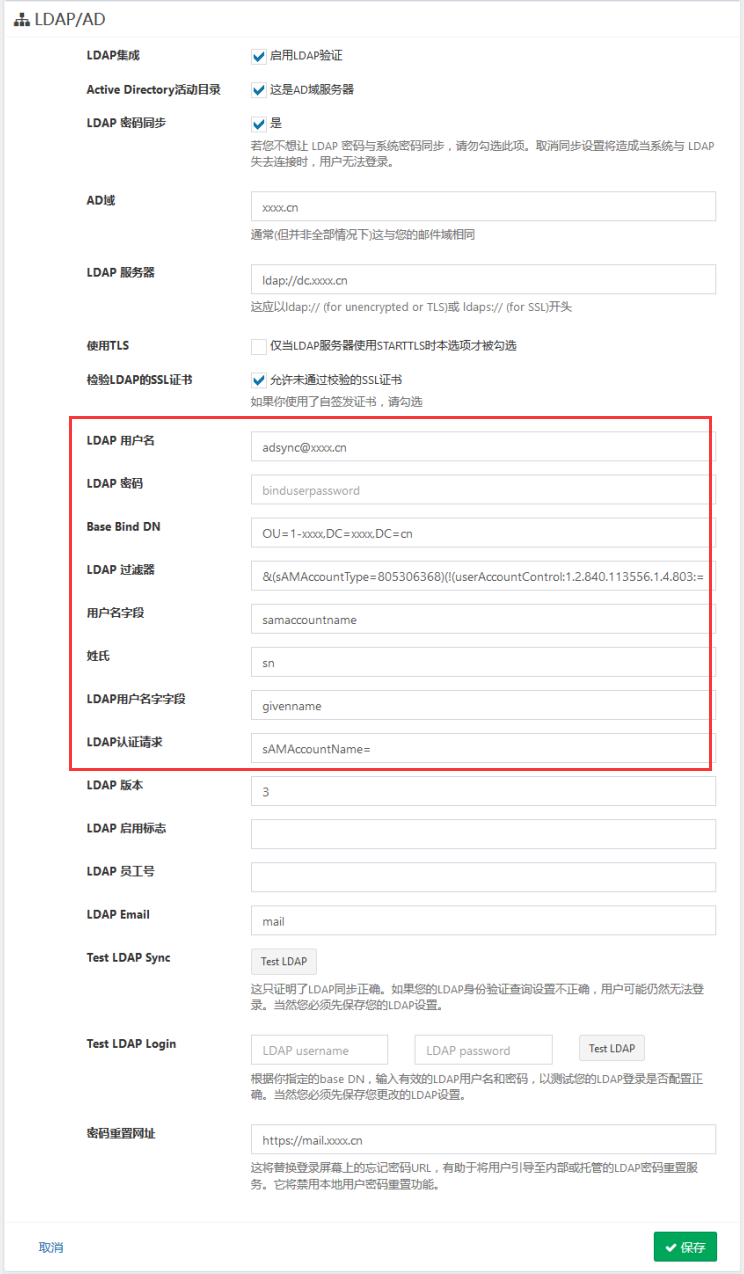 LDAP/AD
LDAP集成
启用LDAP验证
Active Directory活动目录
这是AD域服务器
LDAP 密码同步
是
若您不想让 LDAP 密码与系统密码同步，请勿勾选此项。取消同步设置将造成当系统与 LDAP
失去连接时，用户无法登录。
AD域
xxxx.cn
通常(但并非全部情况下)这与您的邮件域相同
LDAP 服务器
ldap://dc.xxxx.cn
这应以ldap:// (for unencrypted or TLS)或 ldaps:// (for SSL)开头
使用TLS
仅当LDAP服务器使用STARTTLS时本选项才被勾选
检验LDAP的SSL证书
允许未通过校验的SSL证书
如果你使用了自签发证书，请勾选
LDAP 用户名
adsync@xxxx.cn
LDAP 密码
binduserpassword
Base Bind DN
OU=1-xxxx,DC=xxxx,DC=cn
LDAP 过滤器
&(sAMAccountType=805306368)(!(userAccountControl:1.2.840.113556.1.4.803:=
用户名字段
samaccountname
姓氏
sn
LDAP用户名字字段
givenname
LDAP认证请求
sAMAccountName=
LDAP 版本
3
LDAP 启用标志
LDAP 员工号
LDAP Email
mail
Test LDAP Sync
Test LDAP
这只证明了LDAP同步正确。如果您的LDAP身份验证查询设置不正确，用户可能仍然无法登
录。当然您必须先保存您的LDAP设置。
Test LDAP Login
LDAP username
LDAP password
Test LDAP
根据你指定的base DN，输入有效的LDAP用户名和密码，以测试您的LDAP登录是否配置正
确。当然您必须先保存您更改的LDAP设置。
密码重置网址
https://mail.xxxx.cn
这将替换登录屏幕上的忘记密码URL，有助于将用户引导至内部或托管的LDAP密码重置服
务。它将禁用本地用户密码重置功能。
取消
保存